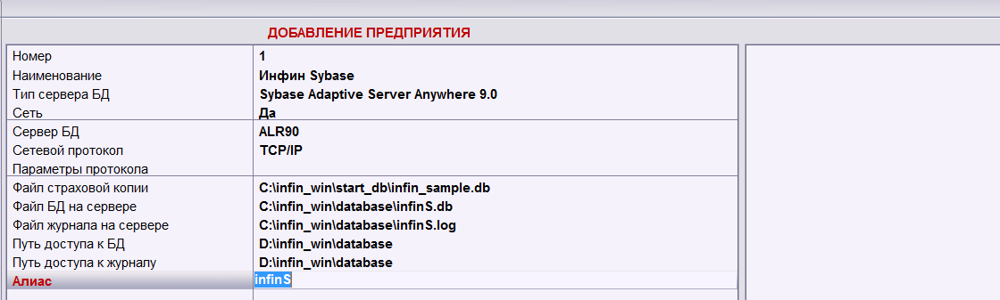 ДОБАВЛЕНИЕ ПРЕДПРИЯТИЯ
Номер 1
Наименование Инфин Sybase
Тип сервера БД Sybase Adaptive Server Anywhere 9.0
Сеть Да
Сервер БД ALR90
Сетевой протокол TCP/IP
Параметры протокола
Файл страховой копии C:\infin_win\start_db\infin_sample.db
Файл БД на сервере C:\infin_win\database\infinS.db
Файл журнала на сервере C:\infin_win\database\infinS.log
Путь доступа к БД D:\infin_win\database
Путь доступа к журналу D:\infin_win\database
Алиас infinS